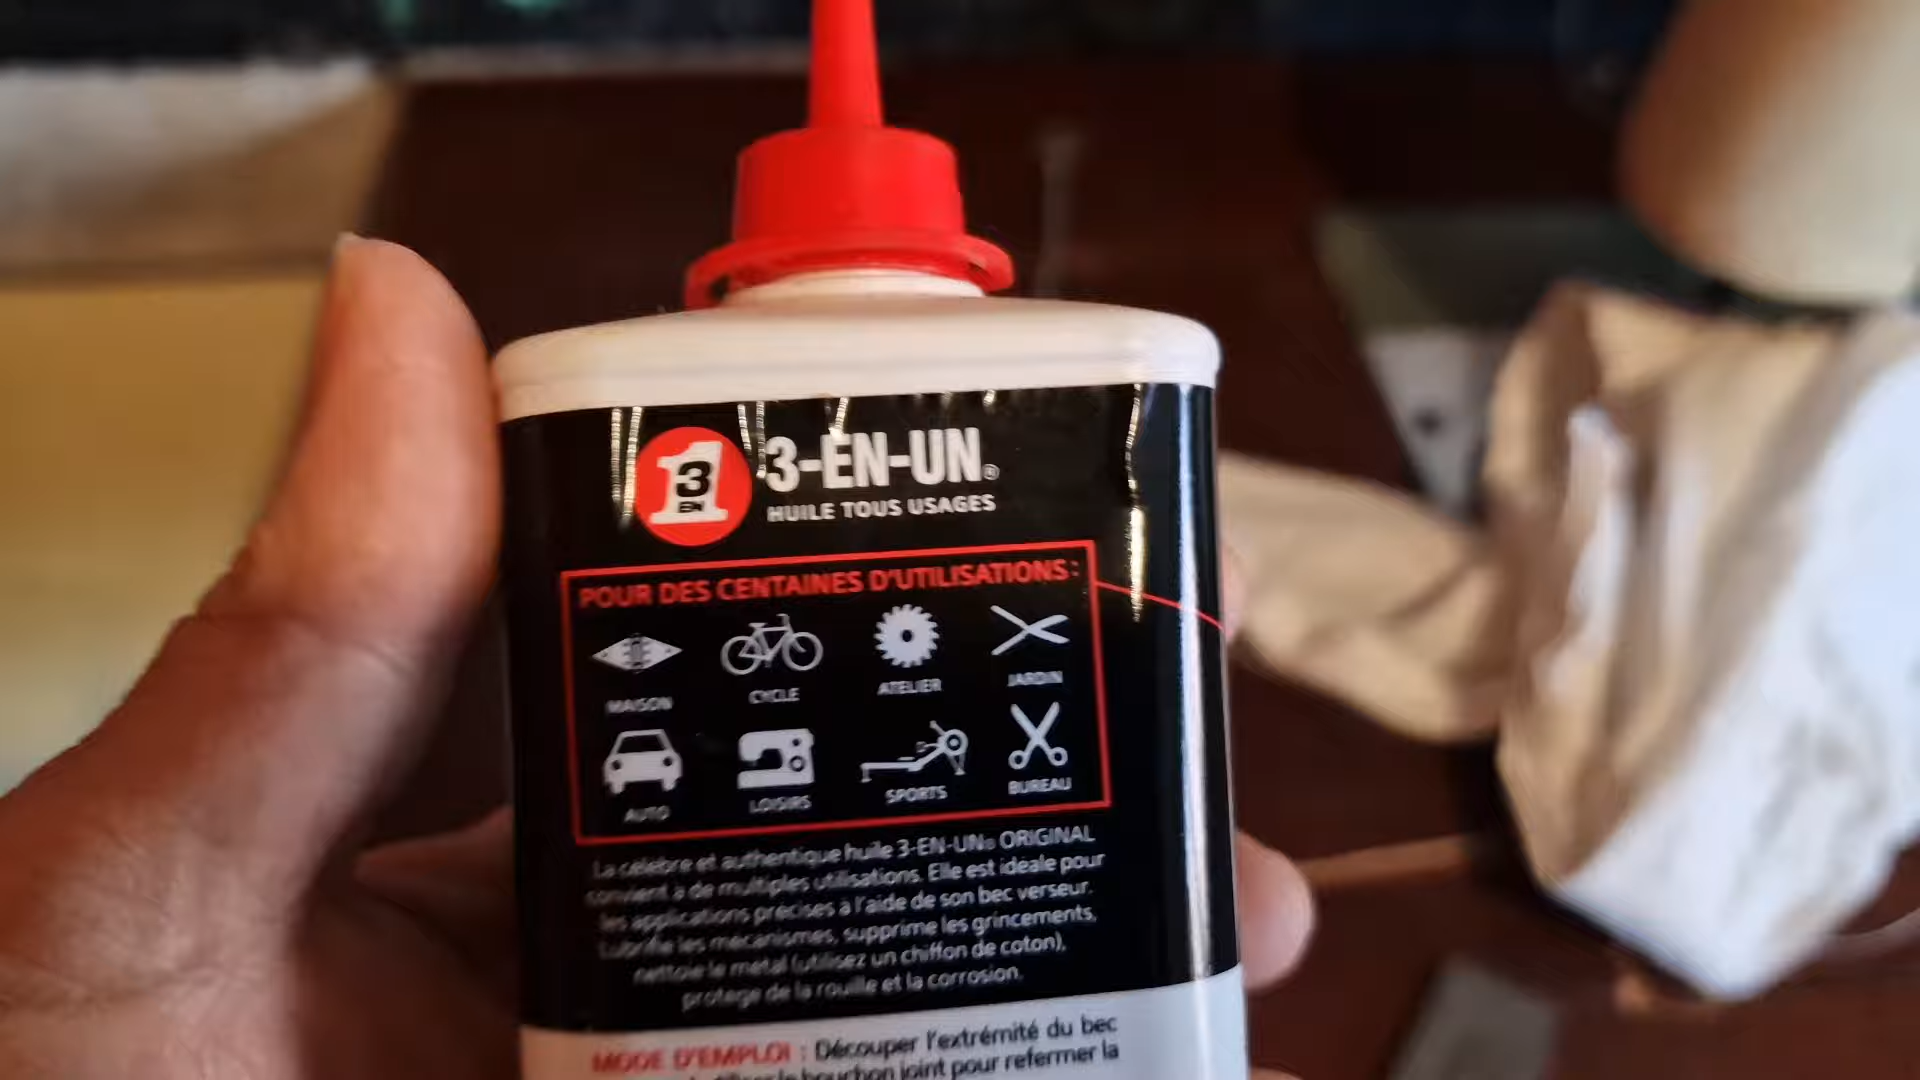 3 EN 1
3-EN-UN®
HUILE TOUS USAGES
POUR DES CENTAINES D'UTILISATIONS :
MAISON CYCLE ATELIER JARDIN
AUTO LOISIRS SPORTS BUREAU
La célèbre et authentique huile 3-EN-UN® ORIGINAL
convient à de multiples utilisations. Elle est idéale pour
les applications précises à l'aide de son bec verseur.
Lubrifie les mécanismes, supprime les grincements,
nettoie le métal (utilisez un chiffon de coton),
protège de la rouille et la corrosion.
MODE D'EMPLOI : Découper l'extrémité du bec
le bouchon joint pour refermer la